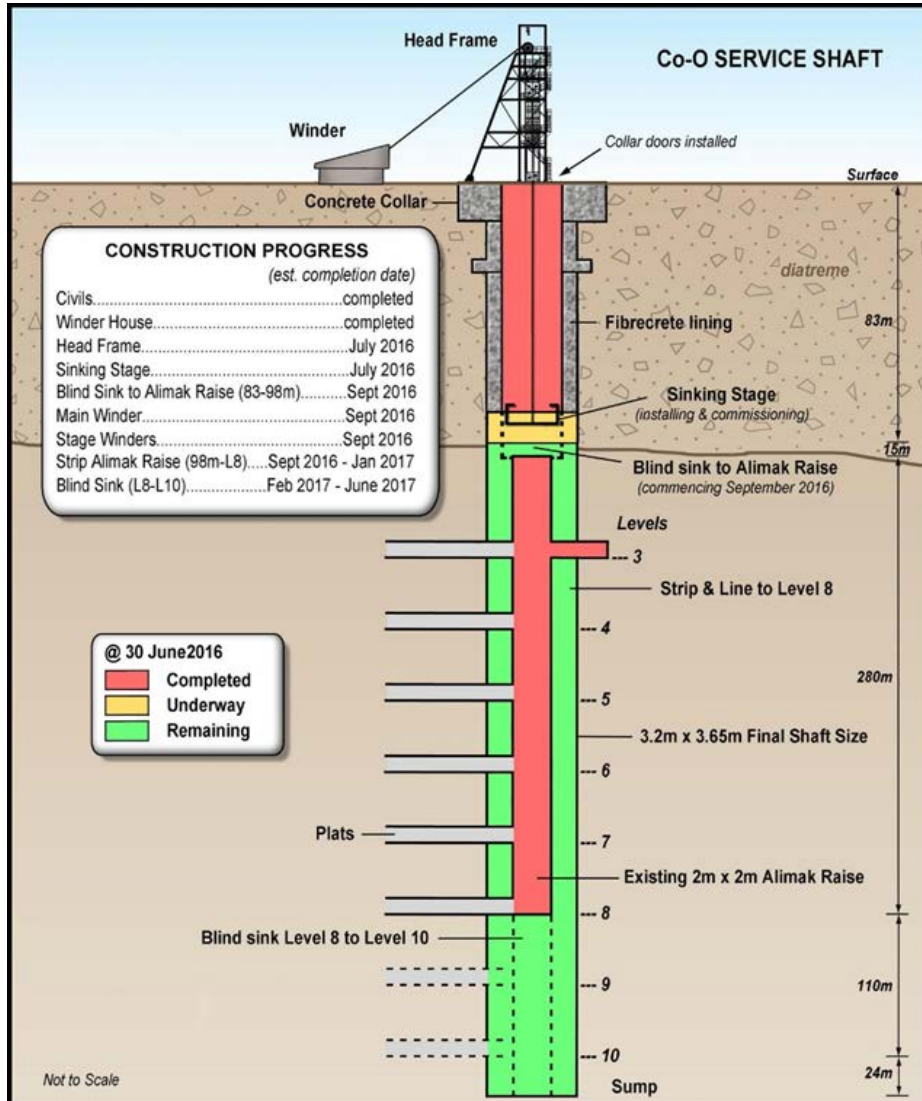 Head Frame
Co-O SERVICE SHAFT
Winder
Collar doors installed
Surface
Concrete Collar
CONSTRUCTION PROGRESS
(est. completion date)
Civils....................................................completed
Winder House......................................completed
Head Frame.........................................July 2016
Sinking Stage.......................................July 2016
Blind Sink to Alimak Raise (83-98m)....Sept 2016
Main Winder.........................................Sept 2016
Stage Winders.....................................Sept 2016
Strip Alimak Raise (98m-L8)....Sept 2016 - Jan 2017
Blind Sink (L8-L10)..............Feb 2017 - June 2017
diatreme
83m
Fibrecrete lining
Sinking Stage
(installing & commissioning)
15m
Blind sink to Alimak Raise
(commencing September 2016)
Levels
--- 3
Strip & Line to Level 8
--- 4
@ 30 June2016
Completed
Underway
Remaining
280m
--- 5
3.2m x 3.65m Final Shaft Size
--- 6
Plats
--- 7
Existing 2m x 2m Alimak Raise
--- 8
Blind sink Level 8 to Level 10
--- 9
110m
--- 10
Not to Scale
Sump
24m